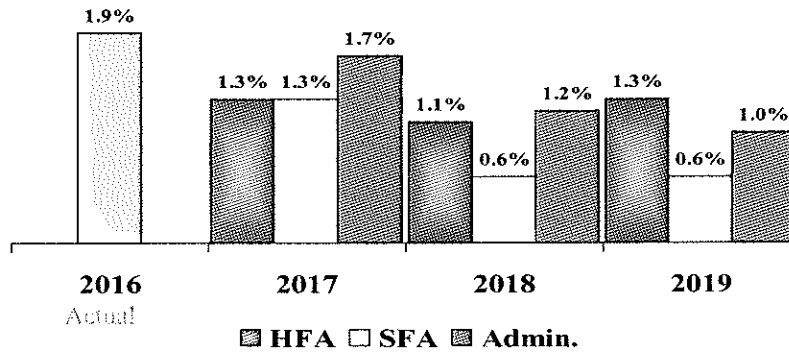 1.9%
1.7%
1.3% 1.3%
1.3%
1.1% 1.2%
1.0%
0.6% 0.6%
2016 2017 2018 2019
Actual
HFA SFA Admin.